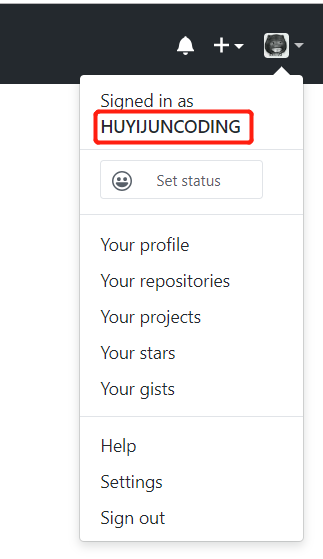 Signed in as
HUYIJUNCODING
Set status
Your profile
Your repositories
Your projects
Your stars
Your gists
Help
Settings
Sign out